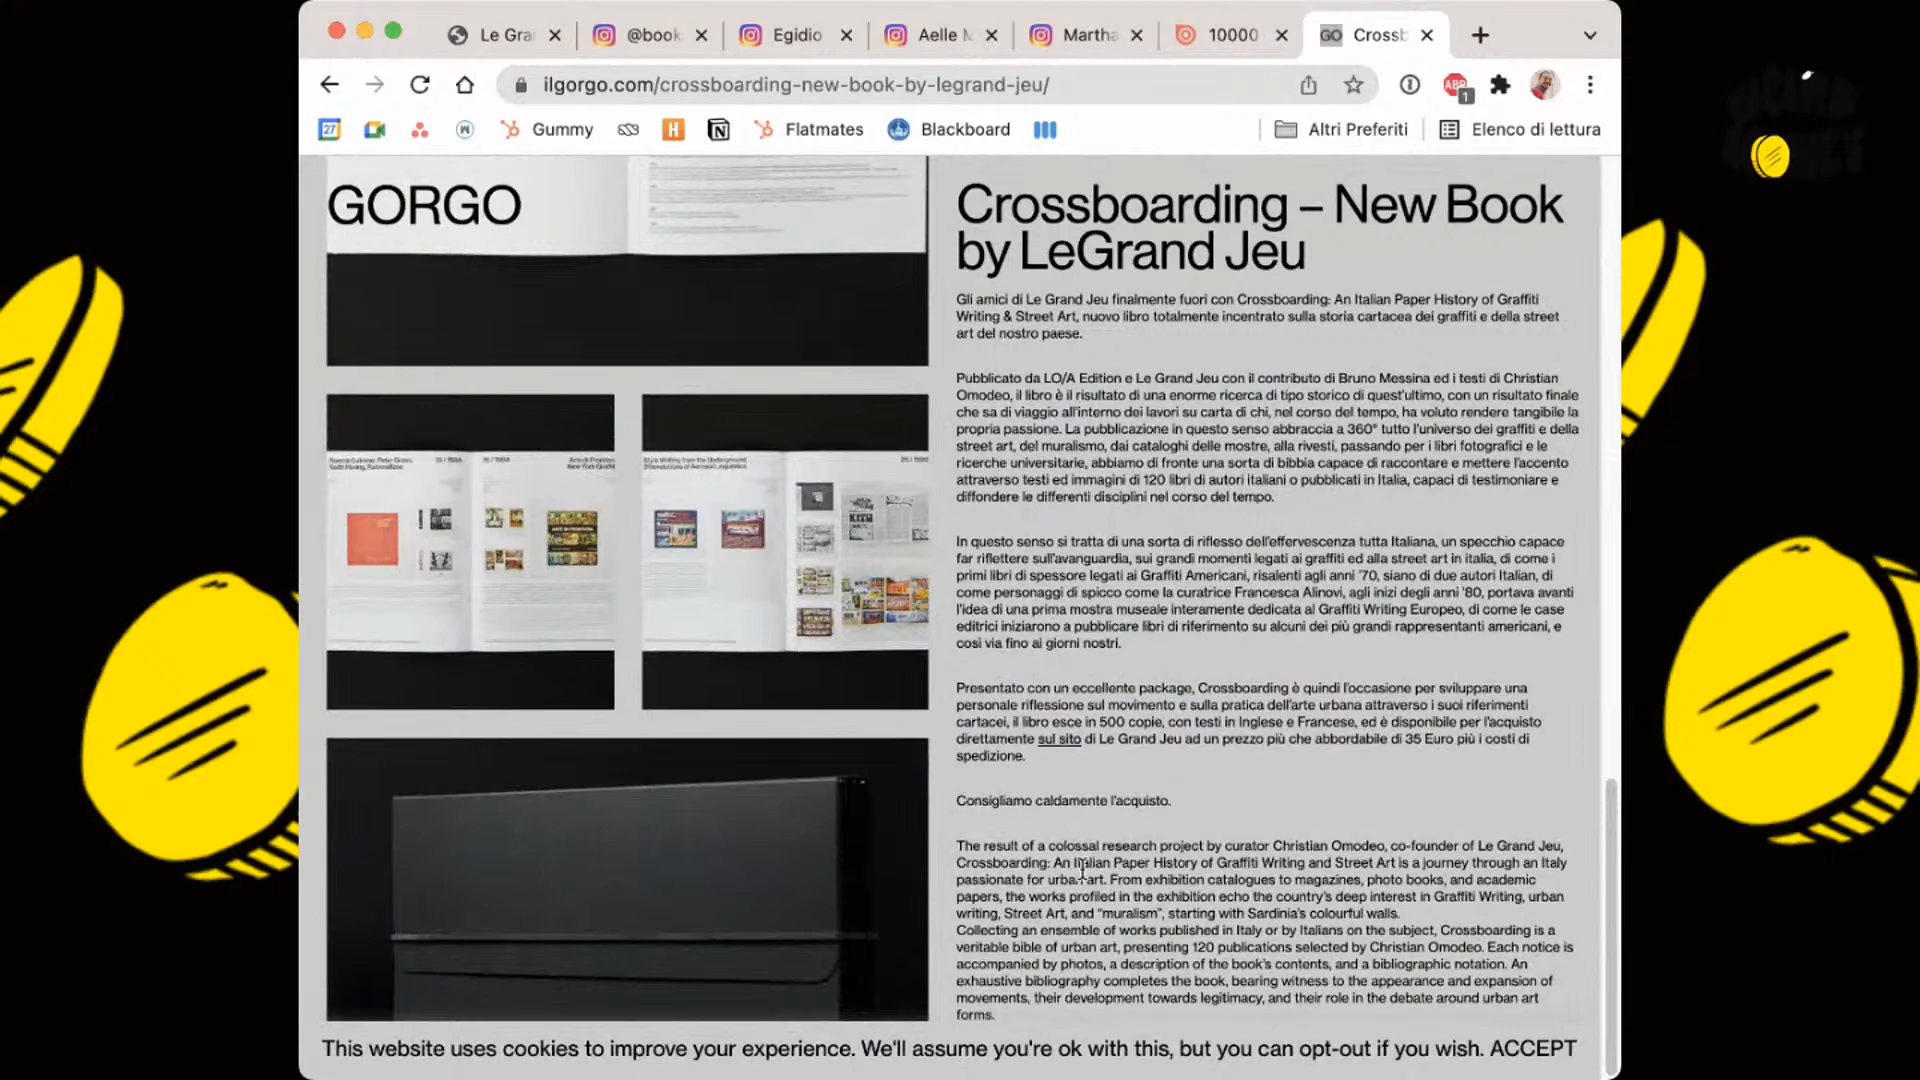 Le Gra
@book
Egidio
Aelle M
Martha
10000
GO
Cross
ilgorgo.com/crossboarding-new-book-by-legrand-jeu/
ABP
1
27
Gummy
H
Flatmates
Blackboard
Altri Preferiti
Elenco di lettura
GORGO
Crossboarding – New Book
by LeGrand Jeu
Gli amici di Le Grand Jeu finalmente fuori con Crossboarding: An Italian Paper History of Graffiti
Writing & Street Art, nuovo libro totalmente incentrato sulla storia cartacea dei graffiti e della street
art del nostro paese.
Pubblicato da LO/A Edition e Le Grand Jeu con il contributo di Bruno Messina ed i testi di Christian
Omodeo, il libro è il risultato di una enorme ricerca di tipo storico di quest'ultimo, con un risultato finale
che sa di viaggio all'interno dei lavori su carta di chi, nel corso del tempo, ha voluto rendere tangibile la
propria passione. La pubblicazione in questo senso abbraccia a 360° tutto l'universo dei graffiti e della
street art, del muralismo, dai cataloghi delle mostre, alla rivesti, passando per i libri fotografici e le
ricerche universitarie, abbiamo di fronte una sorta di bibbia capace di raccontare e mettere l'accento
attraverso testi ed immagini di 120 libri di autori italiani o pubblicati in Italia, capaci di testimoniare e
diffondere le differenti disciplini nel corso del tempo.
In questo senso si tratta di una sorta di riflesso dell'effervescenza tutta Italiana, un specchio capace
far riflettere sull'avanguardia, sui grandi momenti legati ai graffiti ed alla street art in italia, di come i
primi libri di spessore legati ai Graffiti Americani, risalenti agli anni '70, siano di due autori Italian, di
come personaggi di spicco come la curatrice Francesca Alinovi, agli inizi degli anni '80, portava avanti
l'idea di una prima mostra museale interamente dedicata al Graffiti Writing Europeo, di come le case
editrici iniziarono a pubblicare libri di riferimento su alcuni dei più grandi rappresentanti americani, e
così via fino ai giorni nostri.
Presentato con un eccellente package, Crossboarding è quindi l'occasione per sviluppare una
personale riflessione sul movimento e sulla pratica dell'arte urbana attraverso i suoi riferimenti
cartacei, il libro esce in 500 copie, con testi in Inglese e Francese, ed è disponibile per l'acquisto
direttamente sul sito di Le Grand Jeu ad un prezzo più che abbordabile di 35 Euro più i costi di
spedizione.
Consigliamo caldamente l'acquisto.
The result of a colossal research project by curator Christian Omodeo, co-founder of Le Grand Jeu,
Crossboarding: An Italian Paper History of Graffiti Writing and Street Art is a journey through an Italy
passionate for urban art. From exhibition catalogues to magazines, photo books, and academic
papers, the works profiled in the exhibition echo the country's deep interest in Graffiti Writing, urban
writing, Street Art, and "muralism", starting with Sardinia's colourful walls.
Collecting an ensemble of works published in Italy or by Italians on the subject, Crossboarding is a
veritable bible of urban art, presenting 120 publications selected by Christian Omodeo. Each notice is
accompanied by photos, a description of the book's contents, and a bibliographic notation. An
exhaustive bibliography completes the book, bearing witness to the appearance and expansion of
movements, their development towards legitimacy, and their role in the debate around urban art
forms.
This website uses cookies to improve your experience. We'll assume you're ok with this, but you can opt-out if you wish. ACCEPT